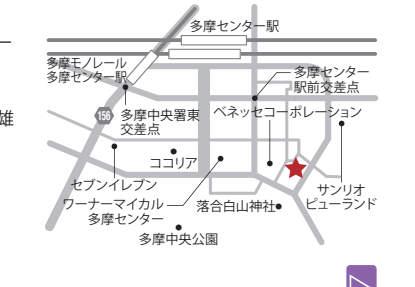 多摩センター駅
多摩モノレール
多摩センター駅
多摩センター
駅前交差点
雄
156
多摩中央署東
交差点
ベネッセコーポレーション
ココリア
セブンイレブン
サンリオ
ピューランド
ワーナーマイカル
多摩センター
落合白山神社
多摩中央公園